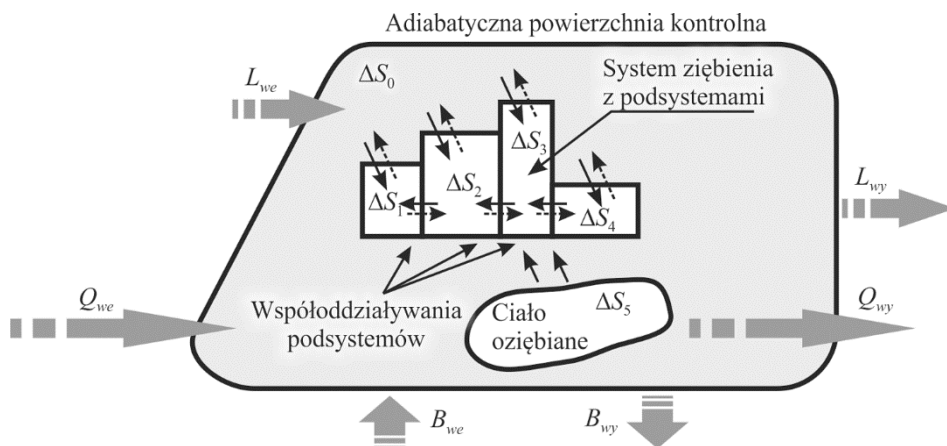 Adiabatyczna powierzchnia kontrolna
L_we
ΔS_0
System ziębienia
z podsystemami
ΔS_3
ΔS_2
ΔS_1
ΔS_4
L_wy
Q_we
Współoddziaływania
podsystemów
Ciało
oziębiane
ΔS_5
Q_wy
B_we
B_wy